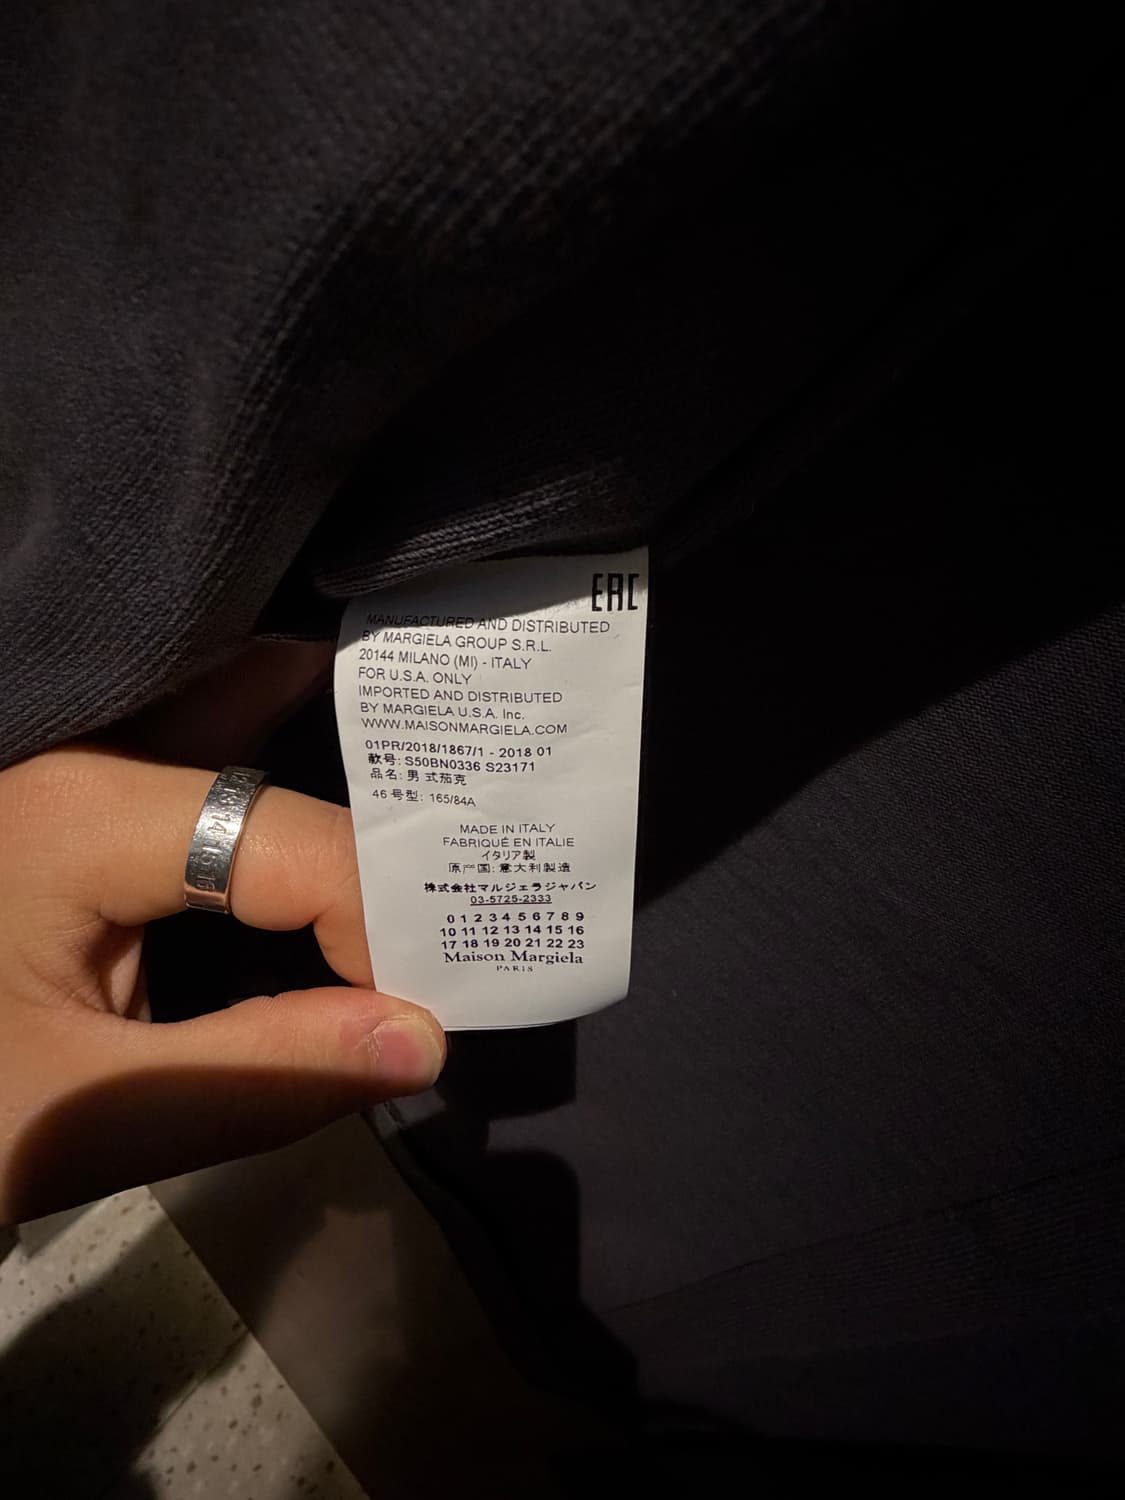 EAC
MANUFACTURED AND DISTRIBUTED
BY MARGIELA GROUP S.R.L.
20144 MILANO (MI) - ITALY
FOR U.S.A. ONLY
IMPORTED AND DISTRIBUTED
BY MARGIELA U.S.A. Inc.
WWW.MAISONMARGIELA.COM
01PR/2018/1867/1 - 2018 01
款号: S50BN0336 S23171
品名: 男 式茄克
46 号型: 165/84A
MADE IN ITALY
FABRIQUÉ EN ITALIE
イタリア製
原产国: 意大利製造
株式会社マルジェラジャパン
03-5725-2333
0 1 2 3 4 5 6 7 8 9
10 11 12 13 14 15 16
17 18 19 20 21 22 23
Maison Margiela
PARIS
13 14 15 16